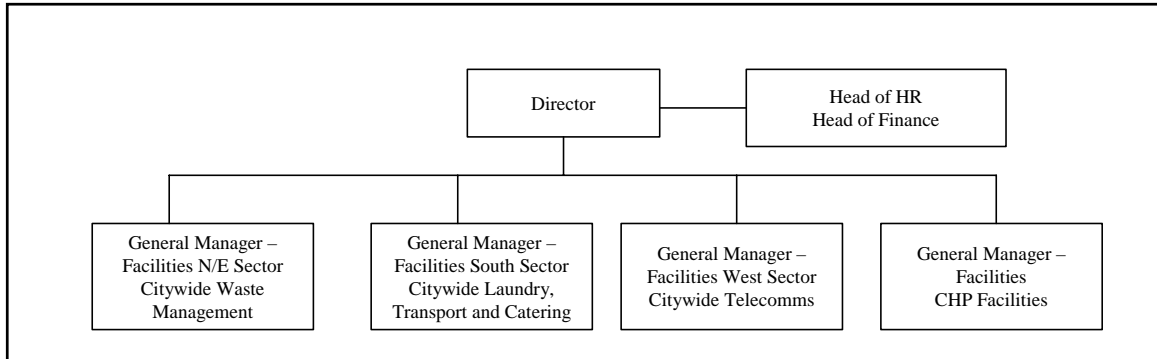 Director
Head of HR
Head of Finance
General Manager –
Facilities N/E Sector
Citywide Waste
Management
General Manager –
Facilities South Sector
Citywide Laundry,
Transport and Catering
General Manager –
Facilities West Sector
Citywide Telecomms
General Manager –
Facilities
CHP Facilities